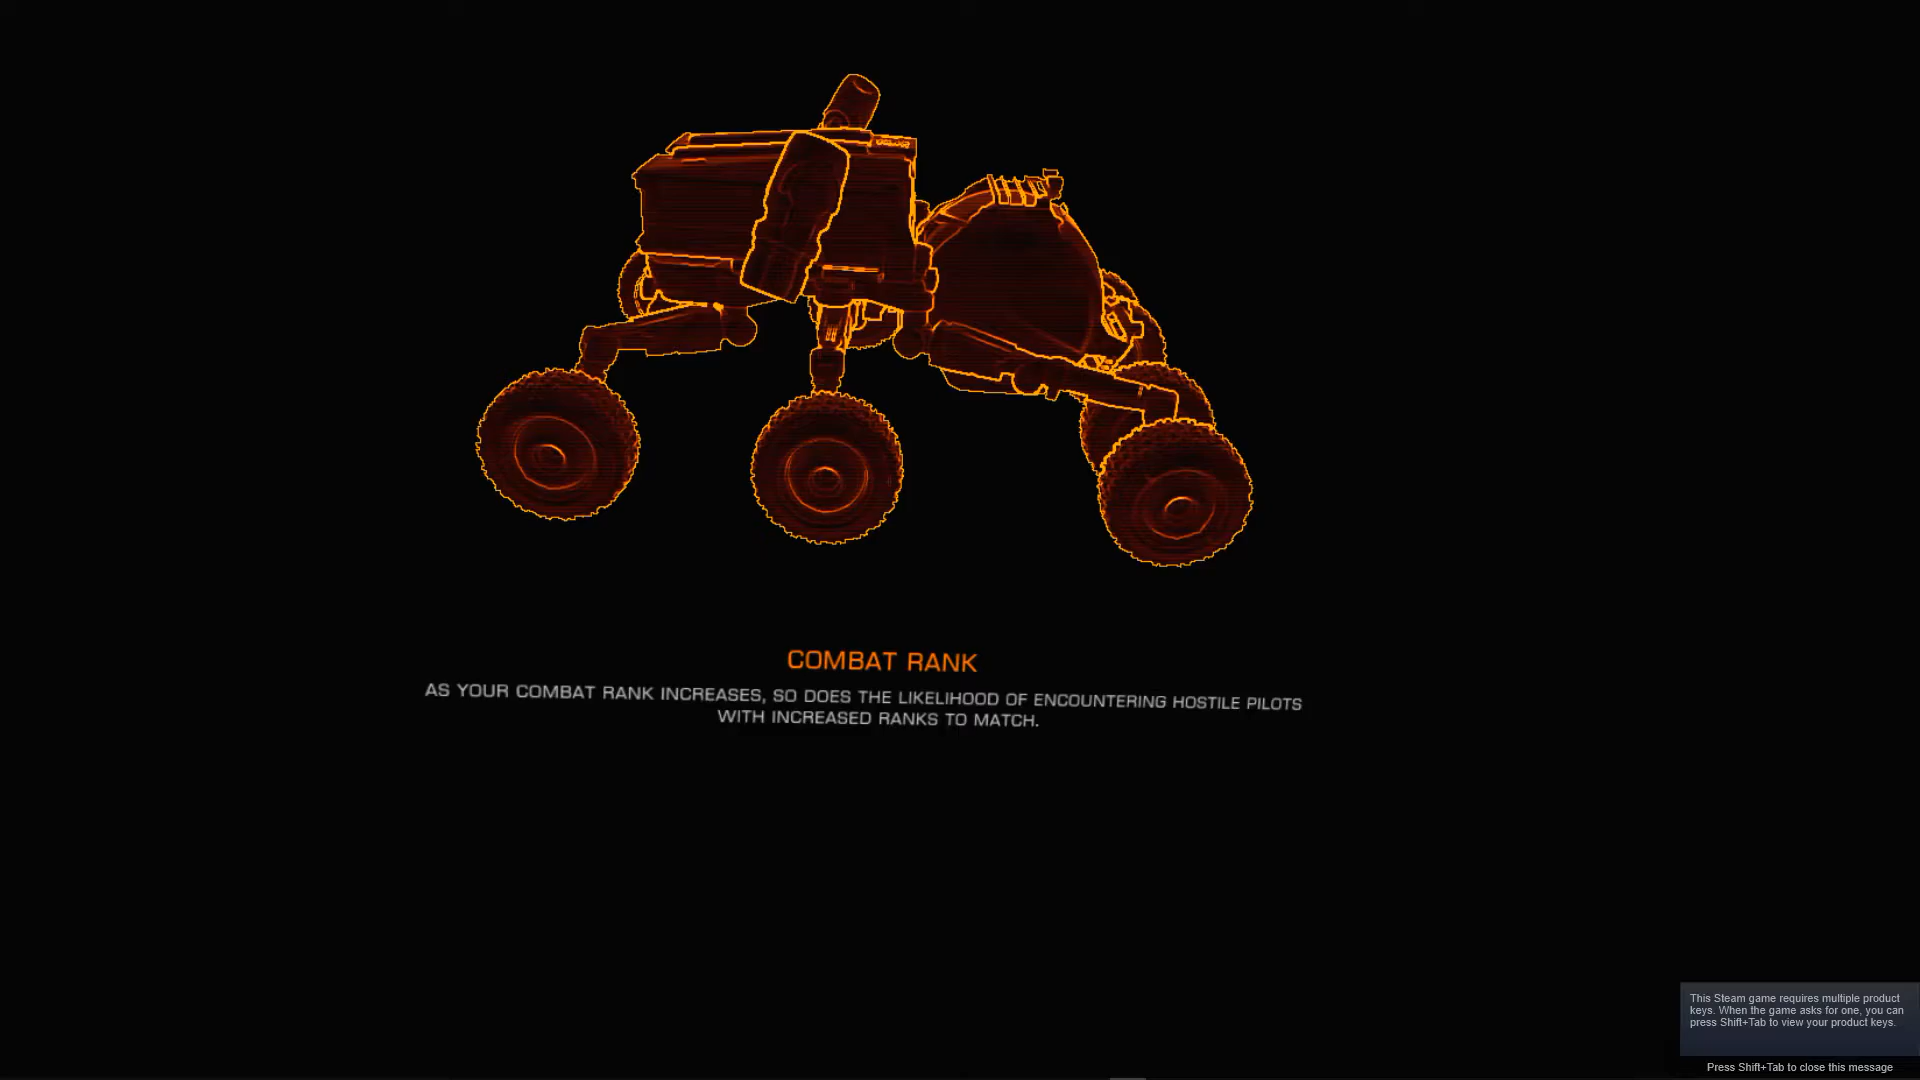 COMBAT RANK
AS YOUR COMBAT RANK INCREASES, SO DOES THE LIKELIHOOD OF ENCOUNTERING HOSTILE PILOTS
WITH INCREASED RANKS TO MATCH.
This Steam game requires multiple product
keys. When the game asks for one, you can
press Shift+Tab to view your product keys.
Press Shift+Tab to close this message